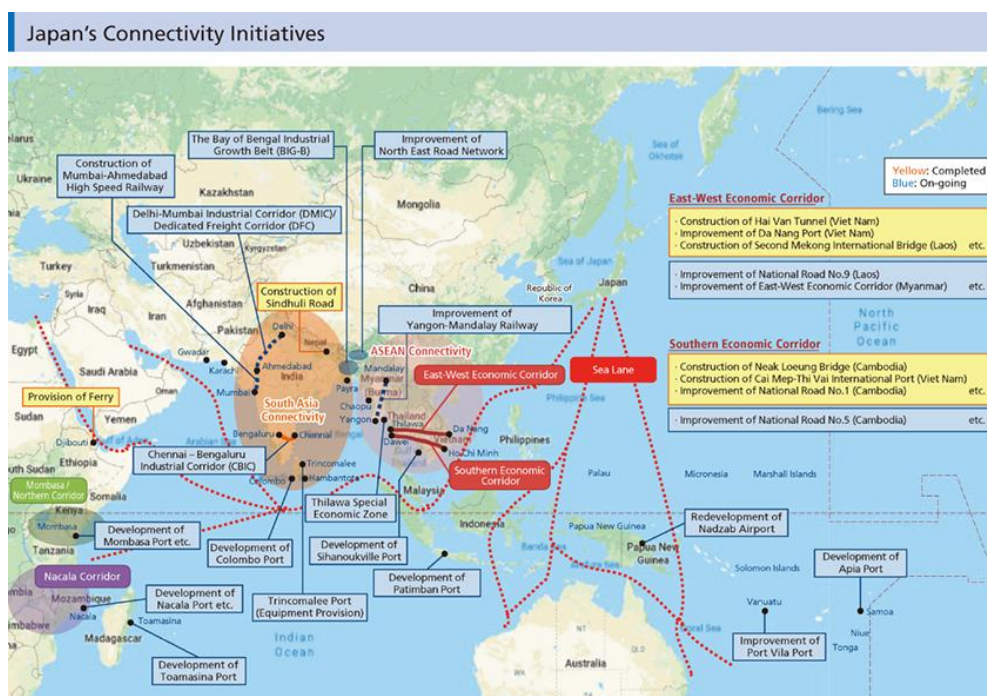 Japan's Connectivity Initiatives
Bering Sea
Sea of
Okhotsk
Ukraine
Kazakhstan
Mongolia
The Bay of Bengal Industrial
Growth Belt (BIG-B)
Improvement of
North East Road Network
Construction of
Mumbai-Ahmedabad
High Speed Railway
Delhi-Mumbai Industrial Corridor (DMIC)/
Dedicated Freight Corridor (DFC)
Yellow: Completed
Blue: On-going
East-West Economic Corridor
· Construction of Hai Van Tunnel (Viet Nam)
· Improvement of Da Nang Port (Viet Nam)
· Construction of Second Mekong International Bridge (Laos) etc.
· Improvement of National Road No.9 (Laos)
· Improvement of East-West Economic Corridor (Myanmar) etc.
Southern Economic Corridor
· Construction of Neak Loeung Bridge (Cambodia)
· Construction of Cai Mep-Thi Vai International Port (Viet Nam)
· Improvement of National Road No.1 (Cambodia) etc.
· Improvement of National Road No.5 (Cambodia) etc.
North
Pacific
Ocean
Uzbekistan
Kyrgyzstan
Turkey
Turkmenistan
Syria
Iraq
Iran
Afghanistan
Pakistan
China
Sea of Japan
Japan
Republic of
Korea
Construction of
Sindhuli Road
Improvement of
Yangon-Mandalay Railway
Egypt
Saudi Arabia
Oman
Gwadar
Karachi
Delhi
Nepal
Ahmedabad
India
Mumbai
ASEAN Connectivity
Mandalay
Myanmar
(Burma)
Payra
East-West Economic Corridor
Sea Lane
Philippine Sea
Provision of Ferry
Sudan
Yemen
Gulf of Aden
Djibouti
Arabian Sea
South Asia
Connectivity
Chaopu
Yangon
Thailand
Thilawa
Dawei
Da Nang
Vietnam
Ho Chi Minh
Philippines
Bengaluru
Chennai
Bengal
Ethiopia
South Sudan
Somalia
Chennai – Bengaluru
Industrial Corridor (CBIC)
Trincomalee
Hambantota
Colombo
Southern Economic
Corridor
Malaysia
Palau
Micronesia
Marshall Islands
Mombasa /
Northern Corridor
Kenya
Mombasa
Tanzania
Development of
Mombasa Port etc.
Development of
Colombo Port
Thilawa Special
Economic Zone
Development of
Sihanoukville Port
Indonesia
Banda Sea
Papua New Guinea
Papua New
Guinea
Redevelopment of
Nadzab Airport
Solomon Islands
Development of
Apia Port
Nacala Corridor
Mozambique
Nacala
Development of
Nacala Port etc.
Toamasina
Madagascar
Trincomalee Port
(Equipment Provision)
Development of
Patimban Port
Development of
Toamasina Port
Indian
Ocean
Australia
NT
QLD
Coral Sea
Vanuatu
Improvement of
Port Vila Port
Samoa
Niue
Tonga